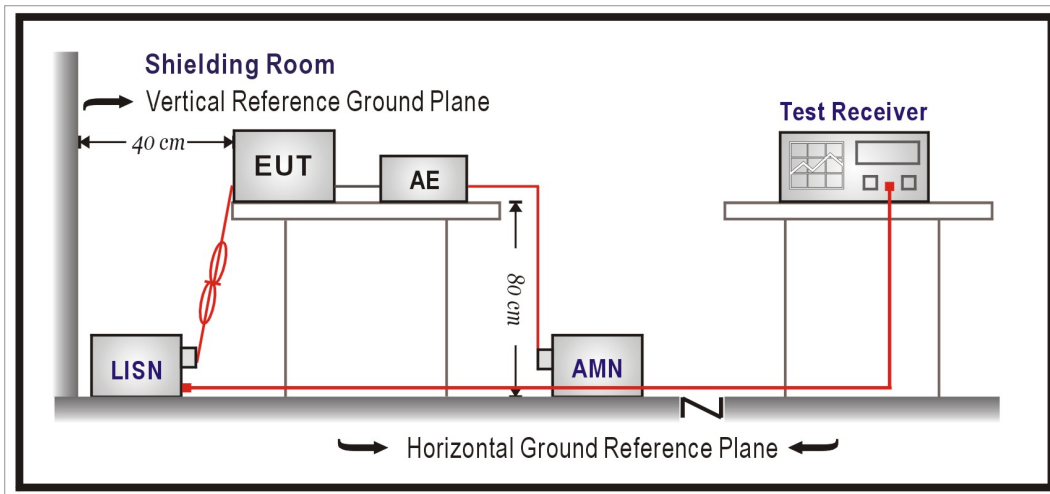 Shielding Room
Vertical Reference Ground Plane
Test Receiver
40 cm
EUT
AE
80 cm
LISN
AMN
Horizontal Ground Reference Plane